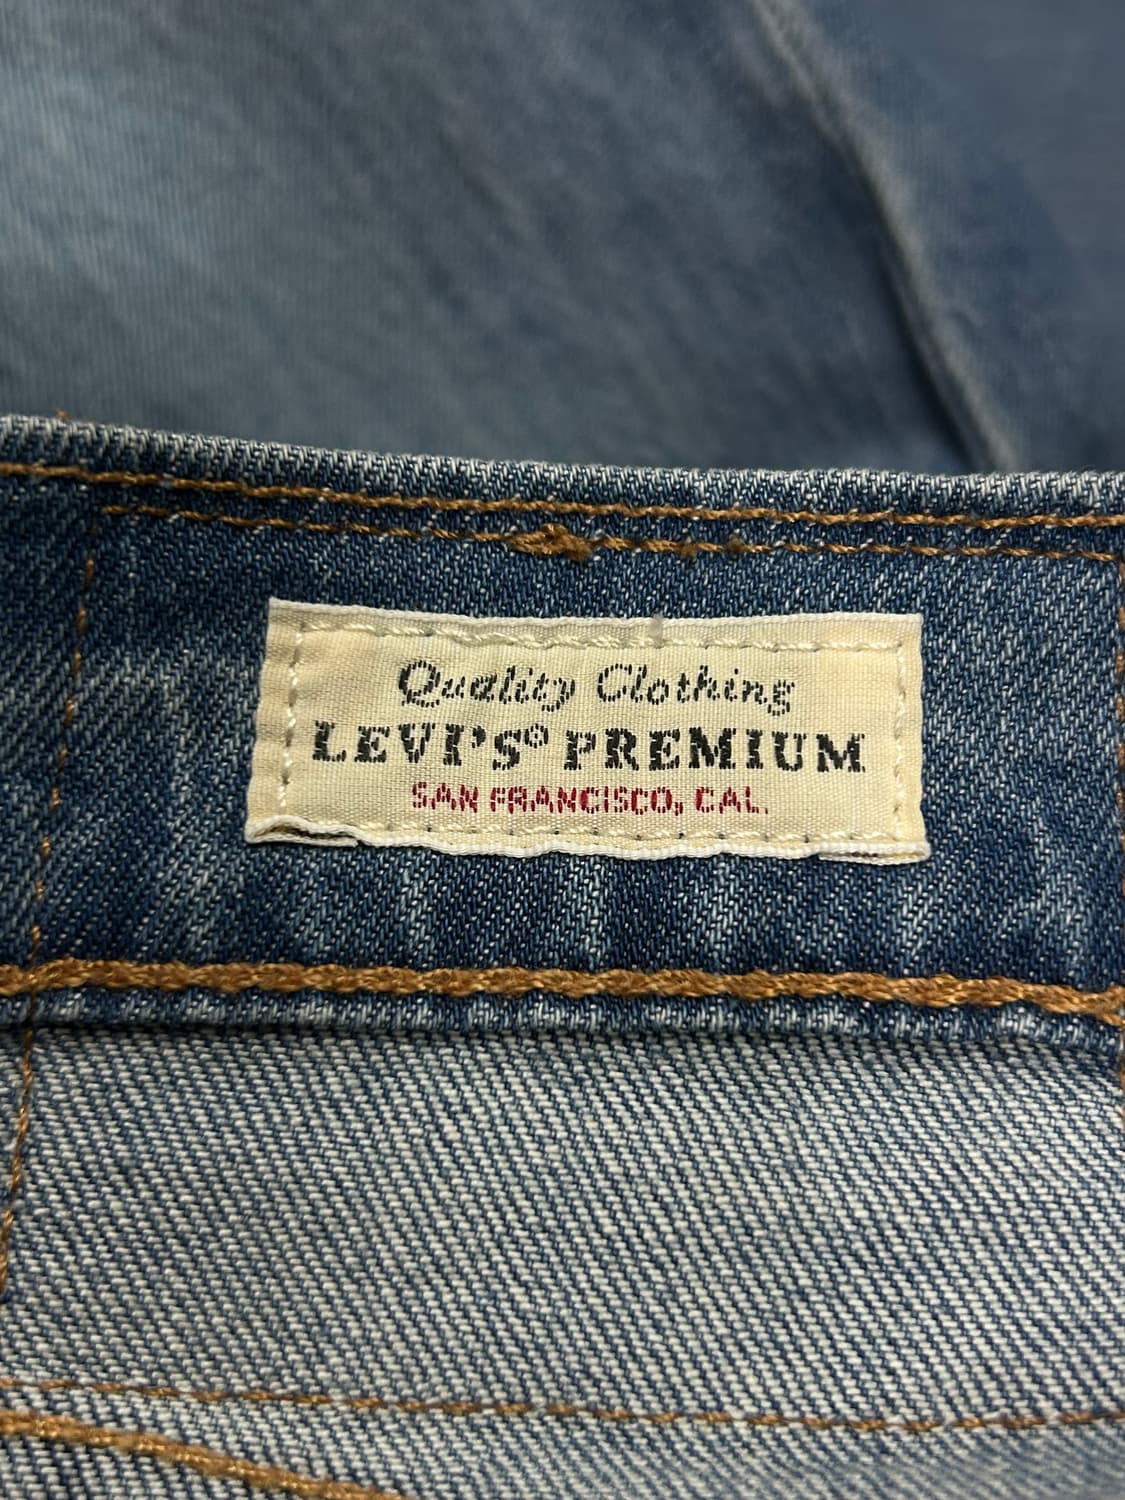 Quality Clothing
LEVI'S® PREMIUM
SAN FRANCISCO, CAL.